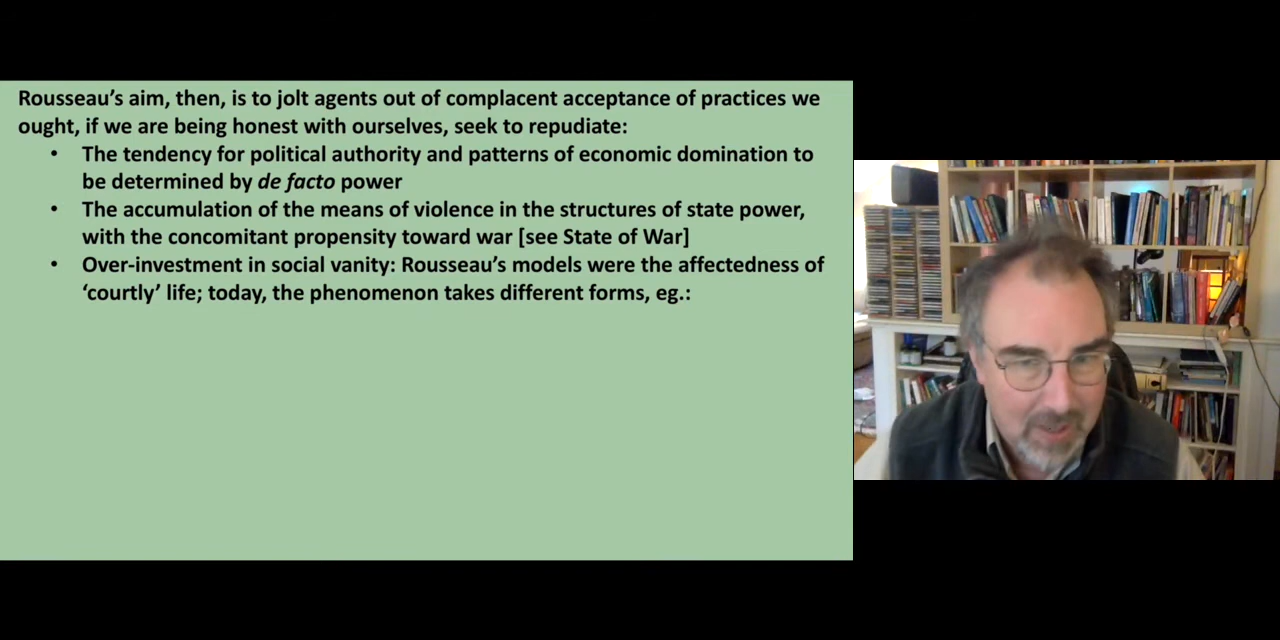 Rousseau’s aim, then, is to jolt agents out of complacent acceptance of practices we
ought, if we are being honest with ourselves, seek to repudiate:
• The tendency for political authority and patterns of economic domination to
be determined by de facto power
• The accumulation of the means of violence in the structures of state power,
with the concomitant propensity toward war [see State of War]
• Over-investment in social vanity: Rousseau’s models were the affectedness of
‘courtly’ life; today, the phenomenon takes different forms, eg.: